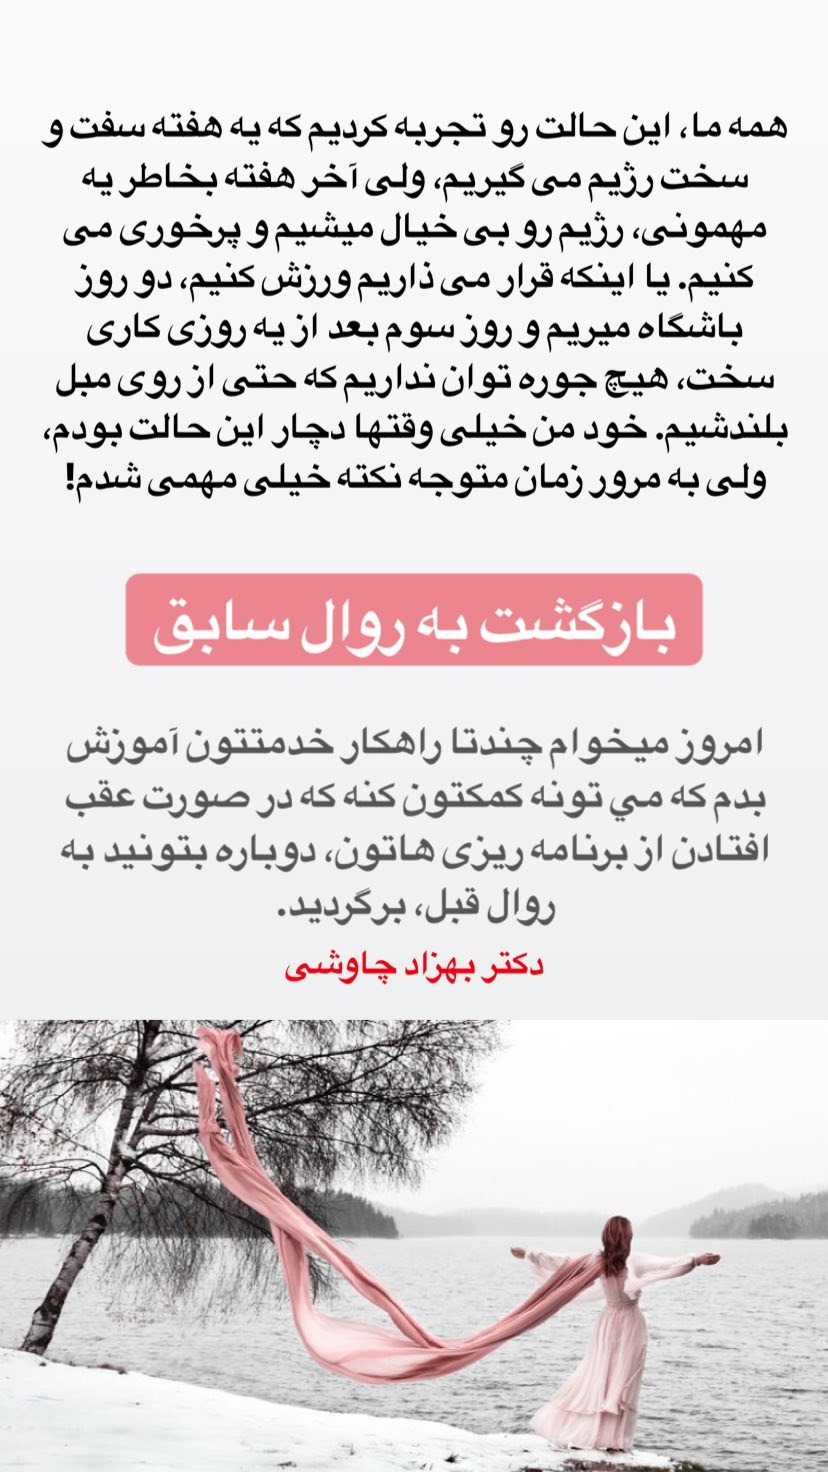 همه ما، این حالت رو تجربه کردیم که یه هفته سفت و
سخت رژیم می گیریم، ولی آخر هفته بخاطر یه
مهمونی، رژیم رو بی خیال میشیم و پرخوری می
کنیم. یا اینکه قرار می ذاریم ورزش کنیم، دو روز
باشگاه میریم و روز سوم بعد از یه روزی کاری
سخت، هیچ جوره توان نداریم که حتی از روی مبل
بلندشیم. خود من خیلی وقتها دچار این حالت بودم،
ولی به مرور زمان متوجه نکته خیلی مهمی شدم!
بازگشت به روال سابق
امروز میخوام چندتا راهکار خدمتتون آموزش
بدم که مي تونه کمکتون کنه که در صورت عقب
افتادن از برنامه ریزی هاتون، دوباره بتونید به
روال قبل، برگردید.
دکتر بهزاد چاوشی